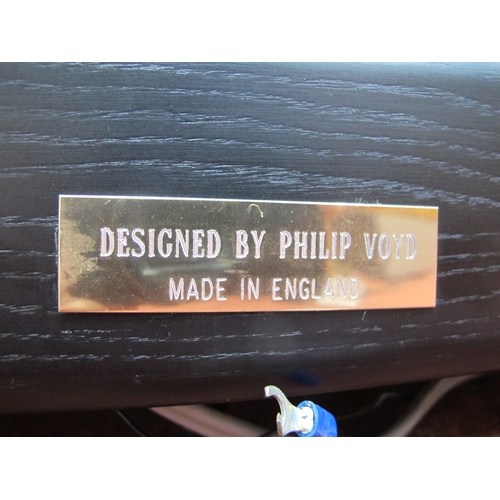 DESIGNED BY PHILIP VOYD
MADE IN ENGLAND